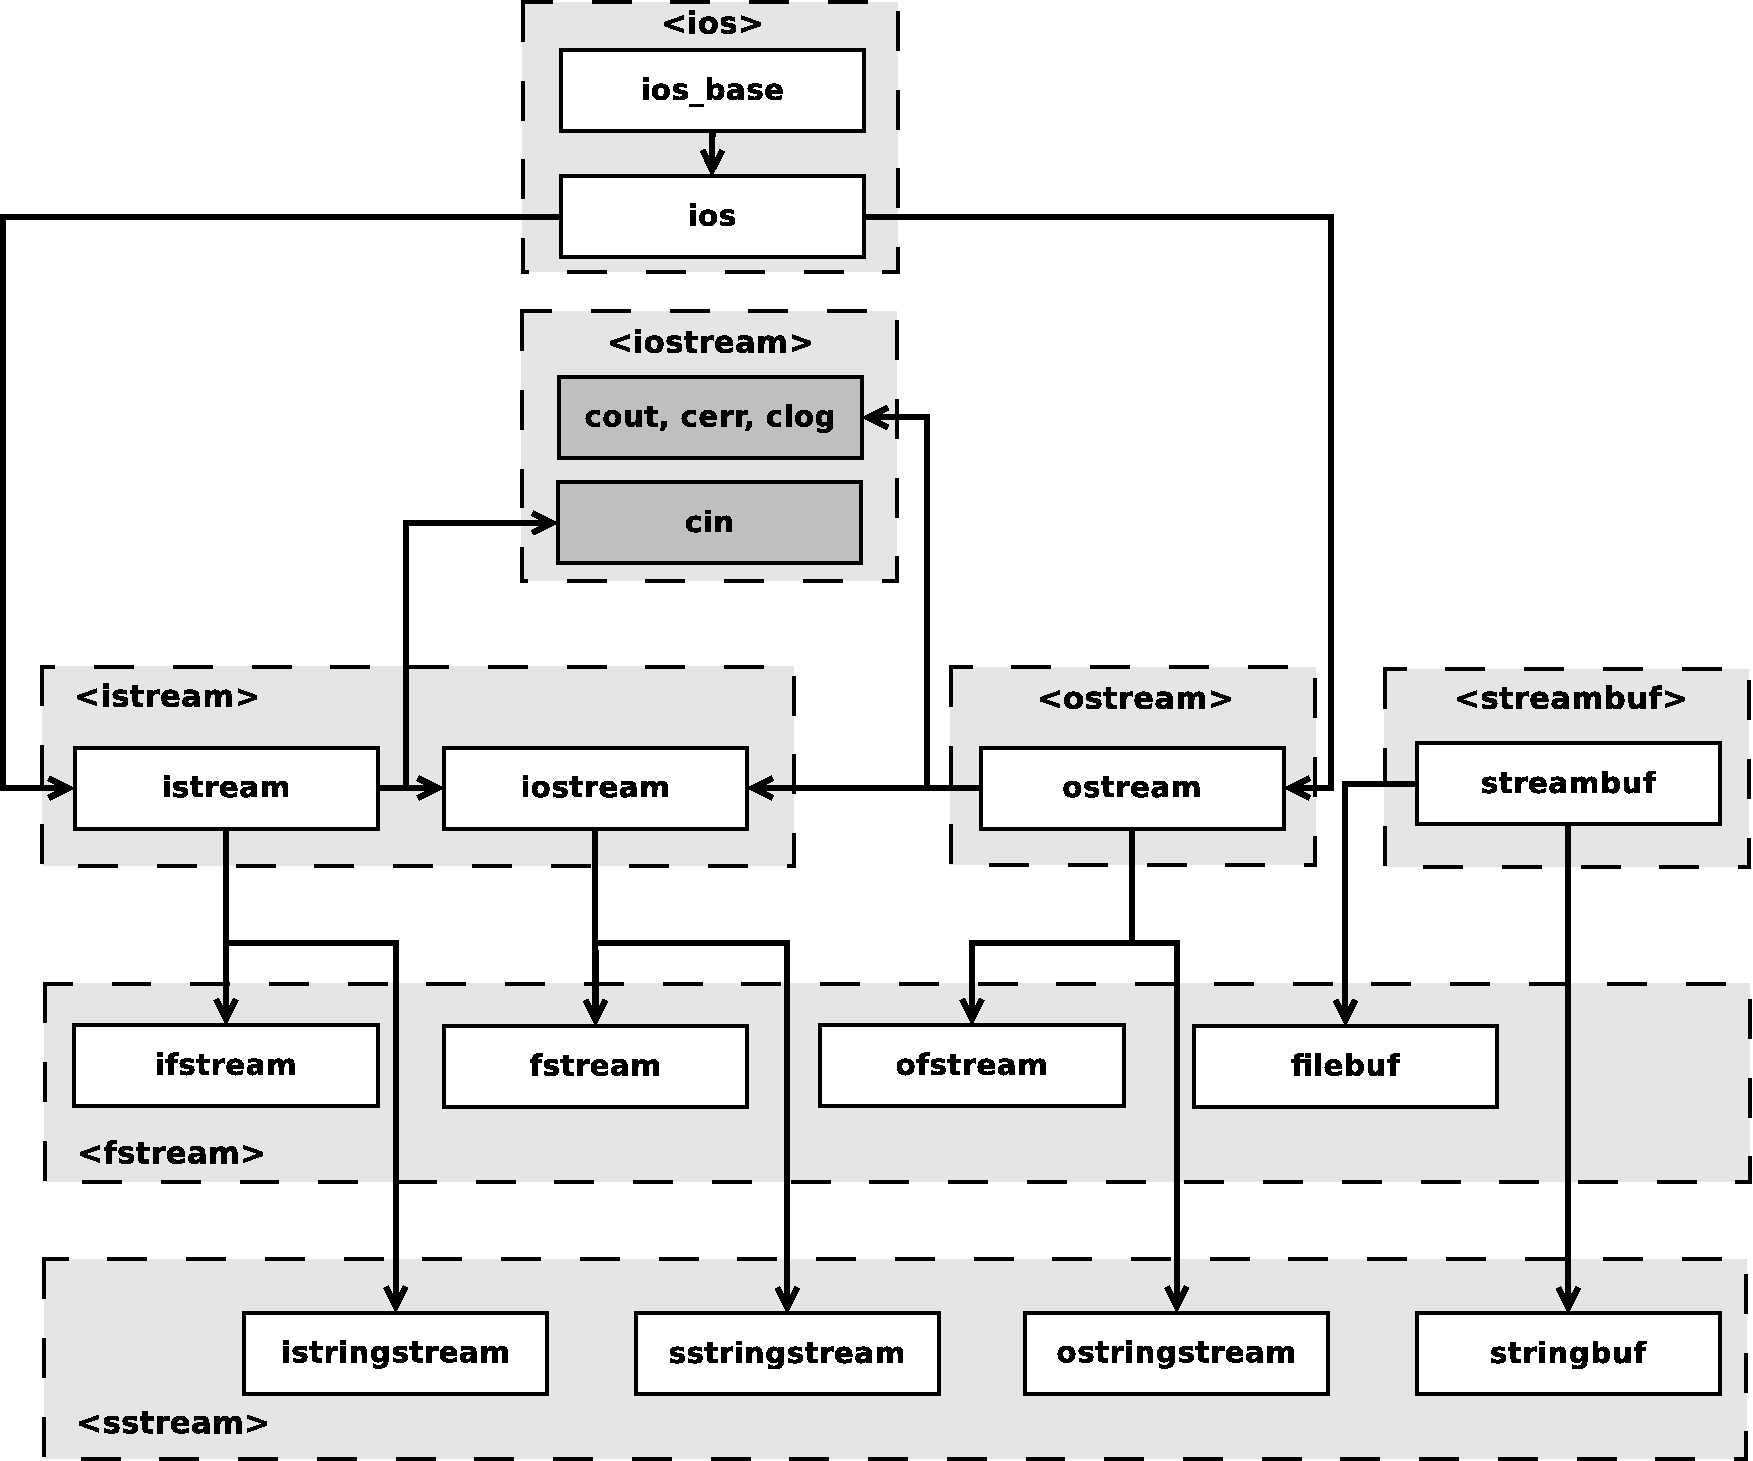 <ios>
ios_base
ios
<iostream>
cout, cerr, clog
cin
<istream>
istream
iostream
<ostream>
ostream
<streambuf>
streambuf
ifstream
fstream
ofstream
filebuf
<fstream>
istringstream
sstringstream
ostringstream
stringbuf
<sstream>